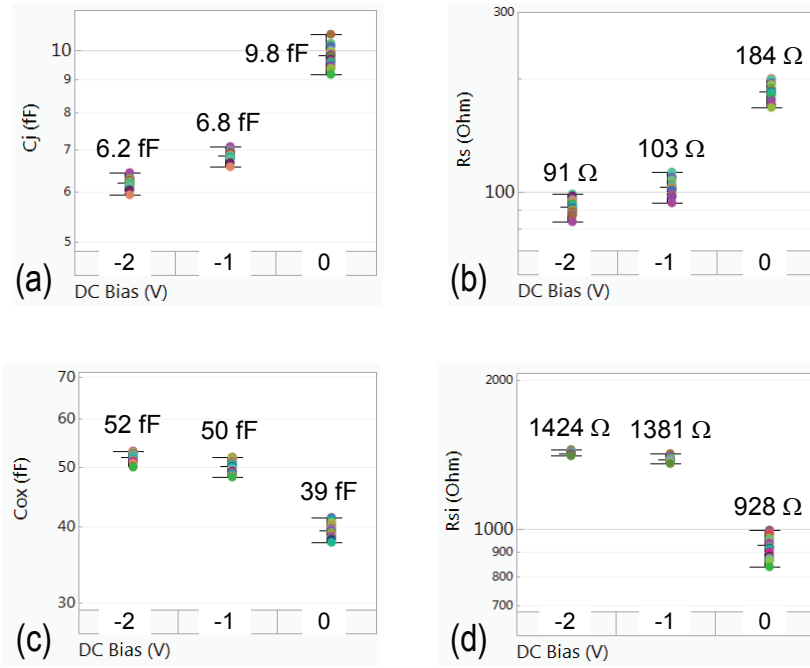 10
9
8
7
6
5
Cj (fF)
6.2 fF
6.8 fF
9.8 fF
-2
-1
0
DC Bias (V)
(a)
300
100
Rs (Ohm)
91 Ω
103 Ω
184 Ω
-2
-1
0
DC Bias (V)
(b)
70
60
50
40
30
Cox (fF)
52 fF
50 fF
39 fF
-2
-1
0
DC Bias (V)
(c)
2000
1000
900
800
700
Rsi (Ohm)
1424 Ω
1381 Ω
928 Ω
-2
-1
0
DC Bias (V)
(d)